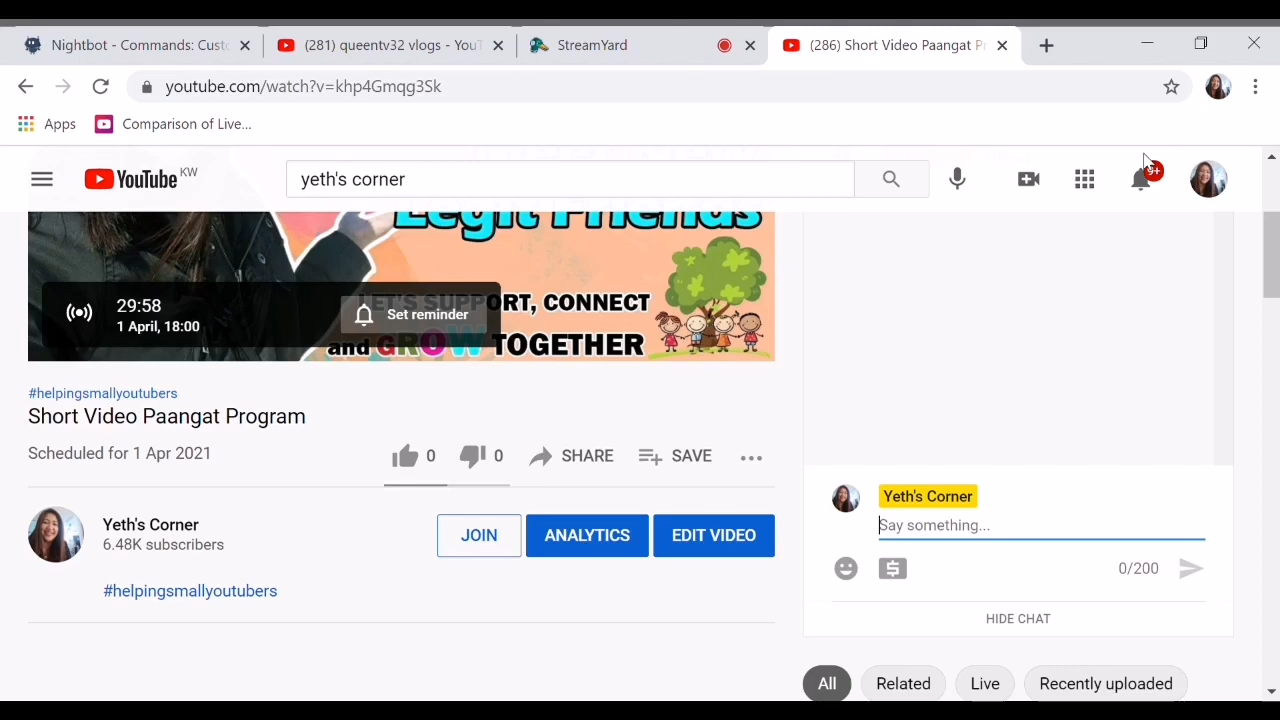 Nightbot - Commands: Cust
(281) queentv32 vlogs - YouT
StreamYard
(286) Short Video Paangat Pr
youtube.com/watch?v=khp4Gmqg3Sk
Apps
Comparison of Live...
YouTube KW
yeth's corner
9+
Legit Friends
29:58
1 April, 18:00
Set reminder
LET'S SUPPORT, CONNECT
and GROW TOGETHER
#helpingsmallyoutubers
Short Video Paangat Program
Scheduled for 1 Apr 2021
0
0
SHARE
SAVE
Yeth's Corner
6.48K subscribers
JOIN
ANALYTICS
EDIT VIDEO
#helpingsmallyoutubers
Yeth's Corner
Say something...
0/200
HIDE CHAT
All
Related
Live
Recently uploaded